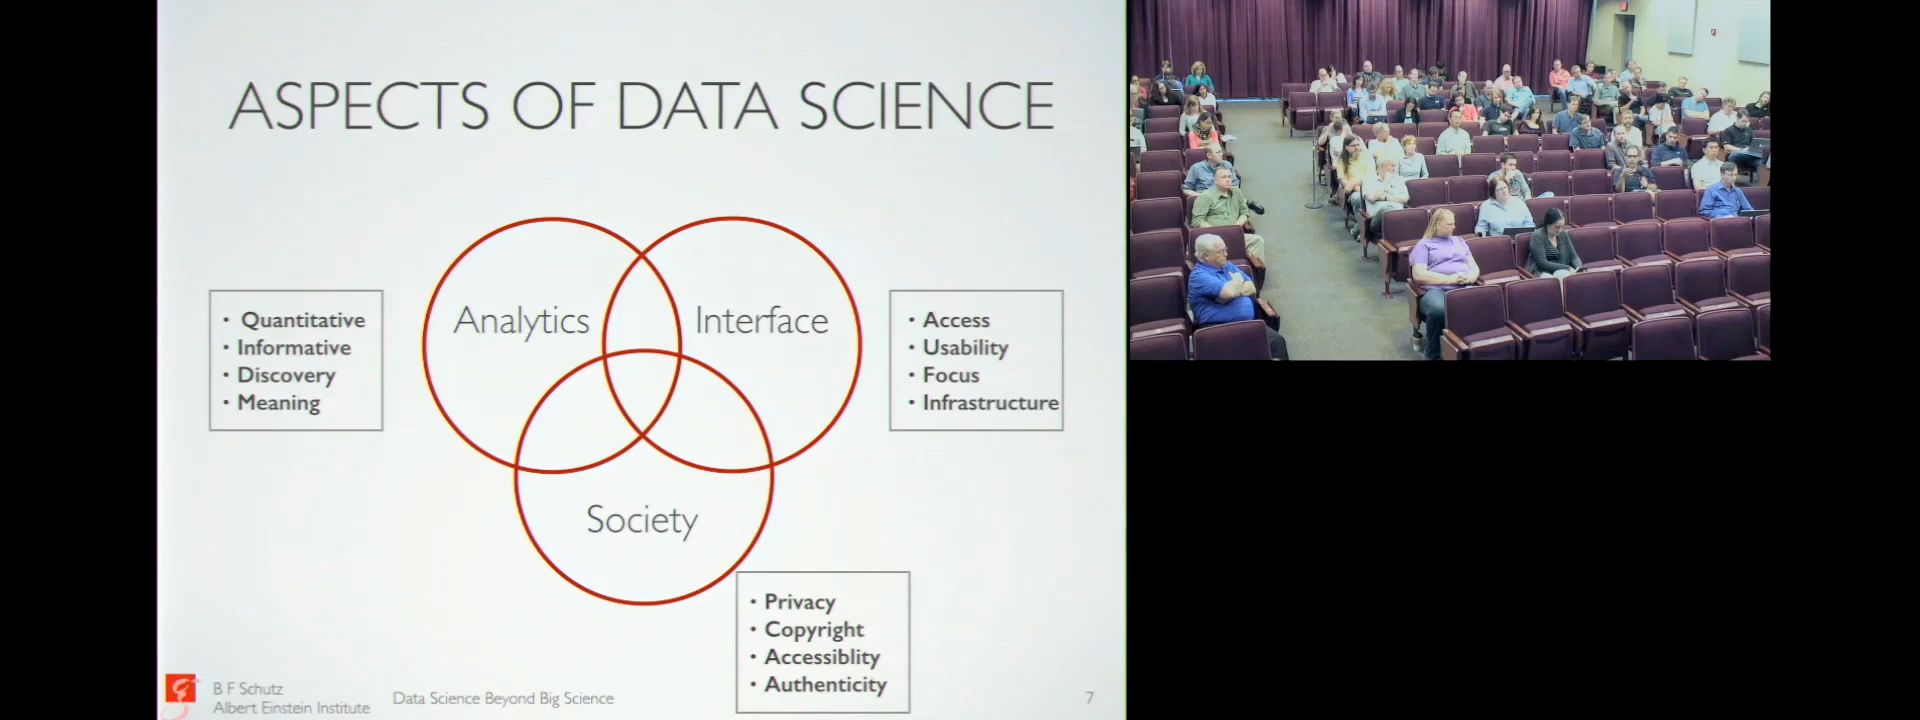 ASPECTS OF DATA SCIENCE
Analytics
Interface
• Quantitative
• Informative
• Discovery
• Meaning
• Access
• Usability
• Focus
• Infrastructure
Society
• Privacy
• Copyright
• Accessiblity
• Authenticity
B F Schutz
Albert Einstein Institute
Data Science Beyond Big Science
7